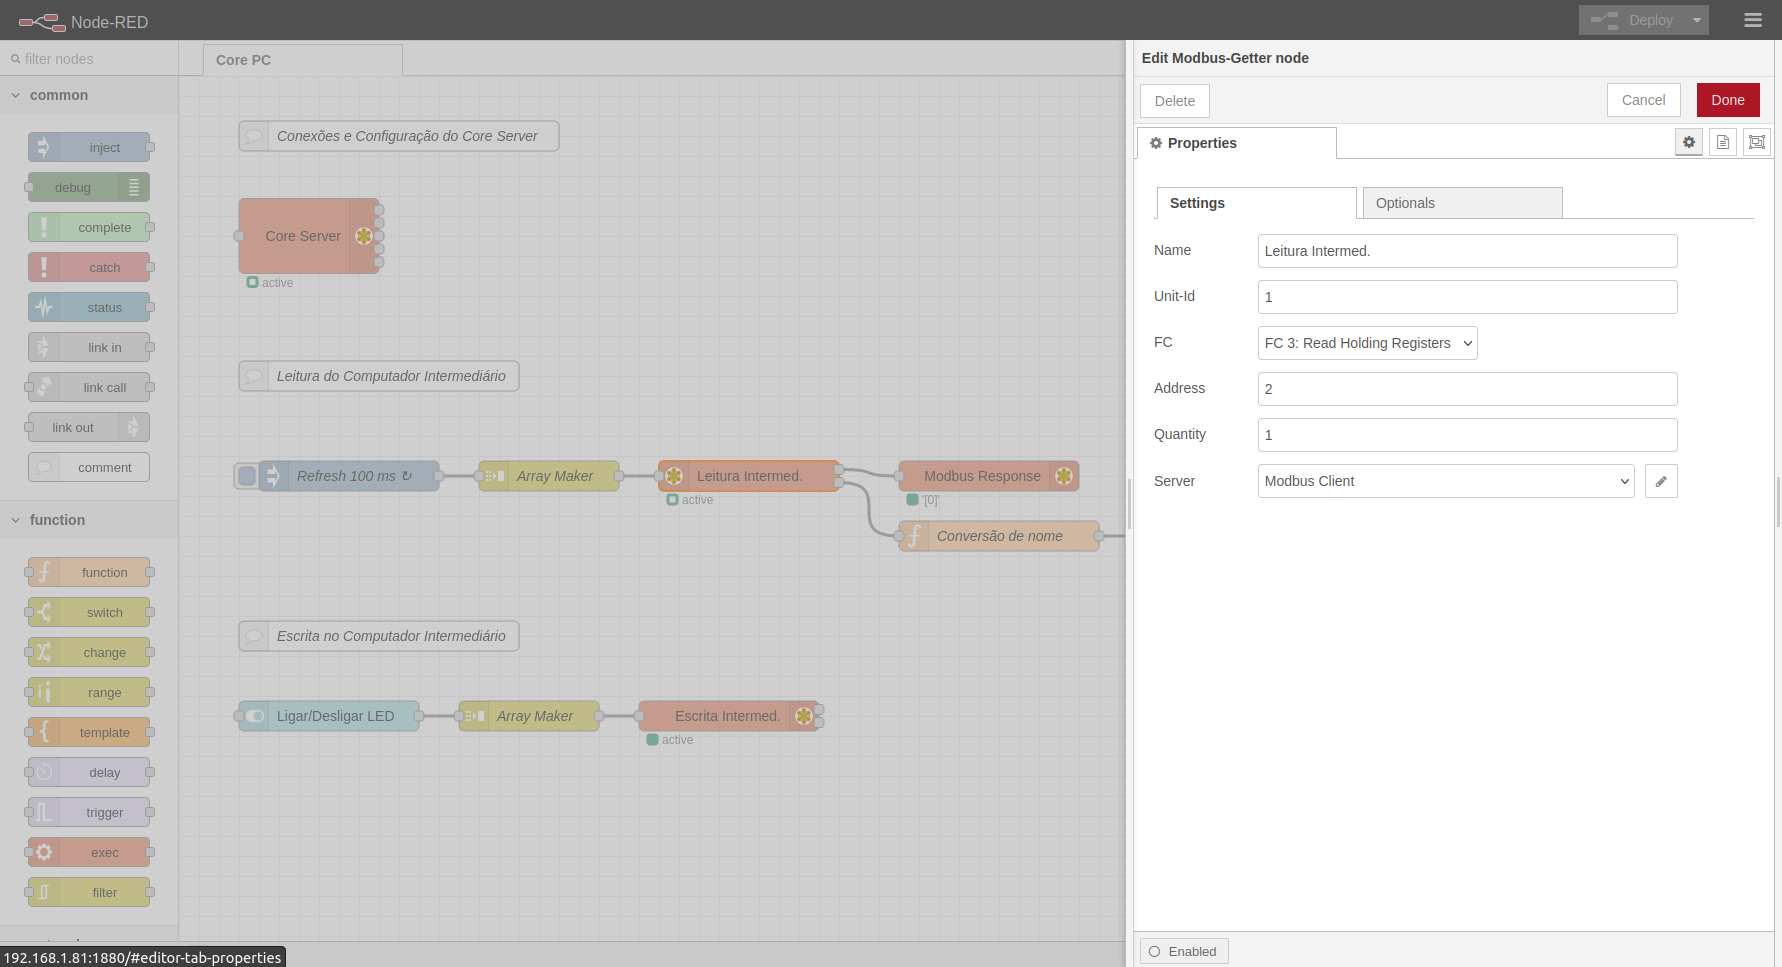 Node-RED
Deploy
filter nodes
Core PC
common
inject
debug
complete
catch
status
link in
link call
link out
comment
function
function
switch
change
range
template
delay
trigger
exec
filter
192.168.1.81:1880/#editor-tab-properties
Conexões e Configuração do Core Server
Core Server
active
Leitura do Computador Intermediário
Refresh 100 ms ↻
Array Maker
Leitura Intermed.
active
Modbus Response
'[0]'
Conversão de nome
Escrita no Computador Intermediário
Ligar/Desligar LED
Array Maker
Escrita Intermed.
active
Edit Modbus-Getter node
Delete
Cancel
Done
Properties
Settings
Optionals
Name
Leitura Intermed.
Unit-Id
1
FC
FC 3: Read Holding Registers
Address
2
Quantity
1
Server
Modbus Client
Enabled